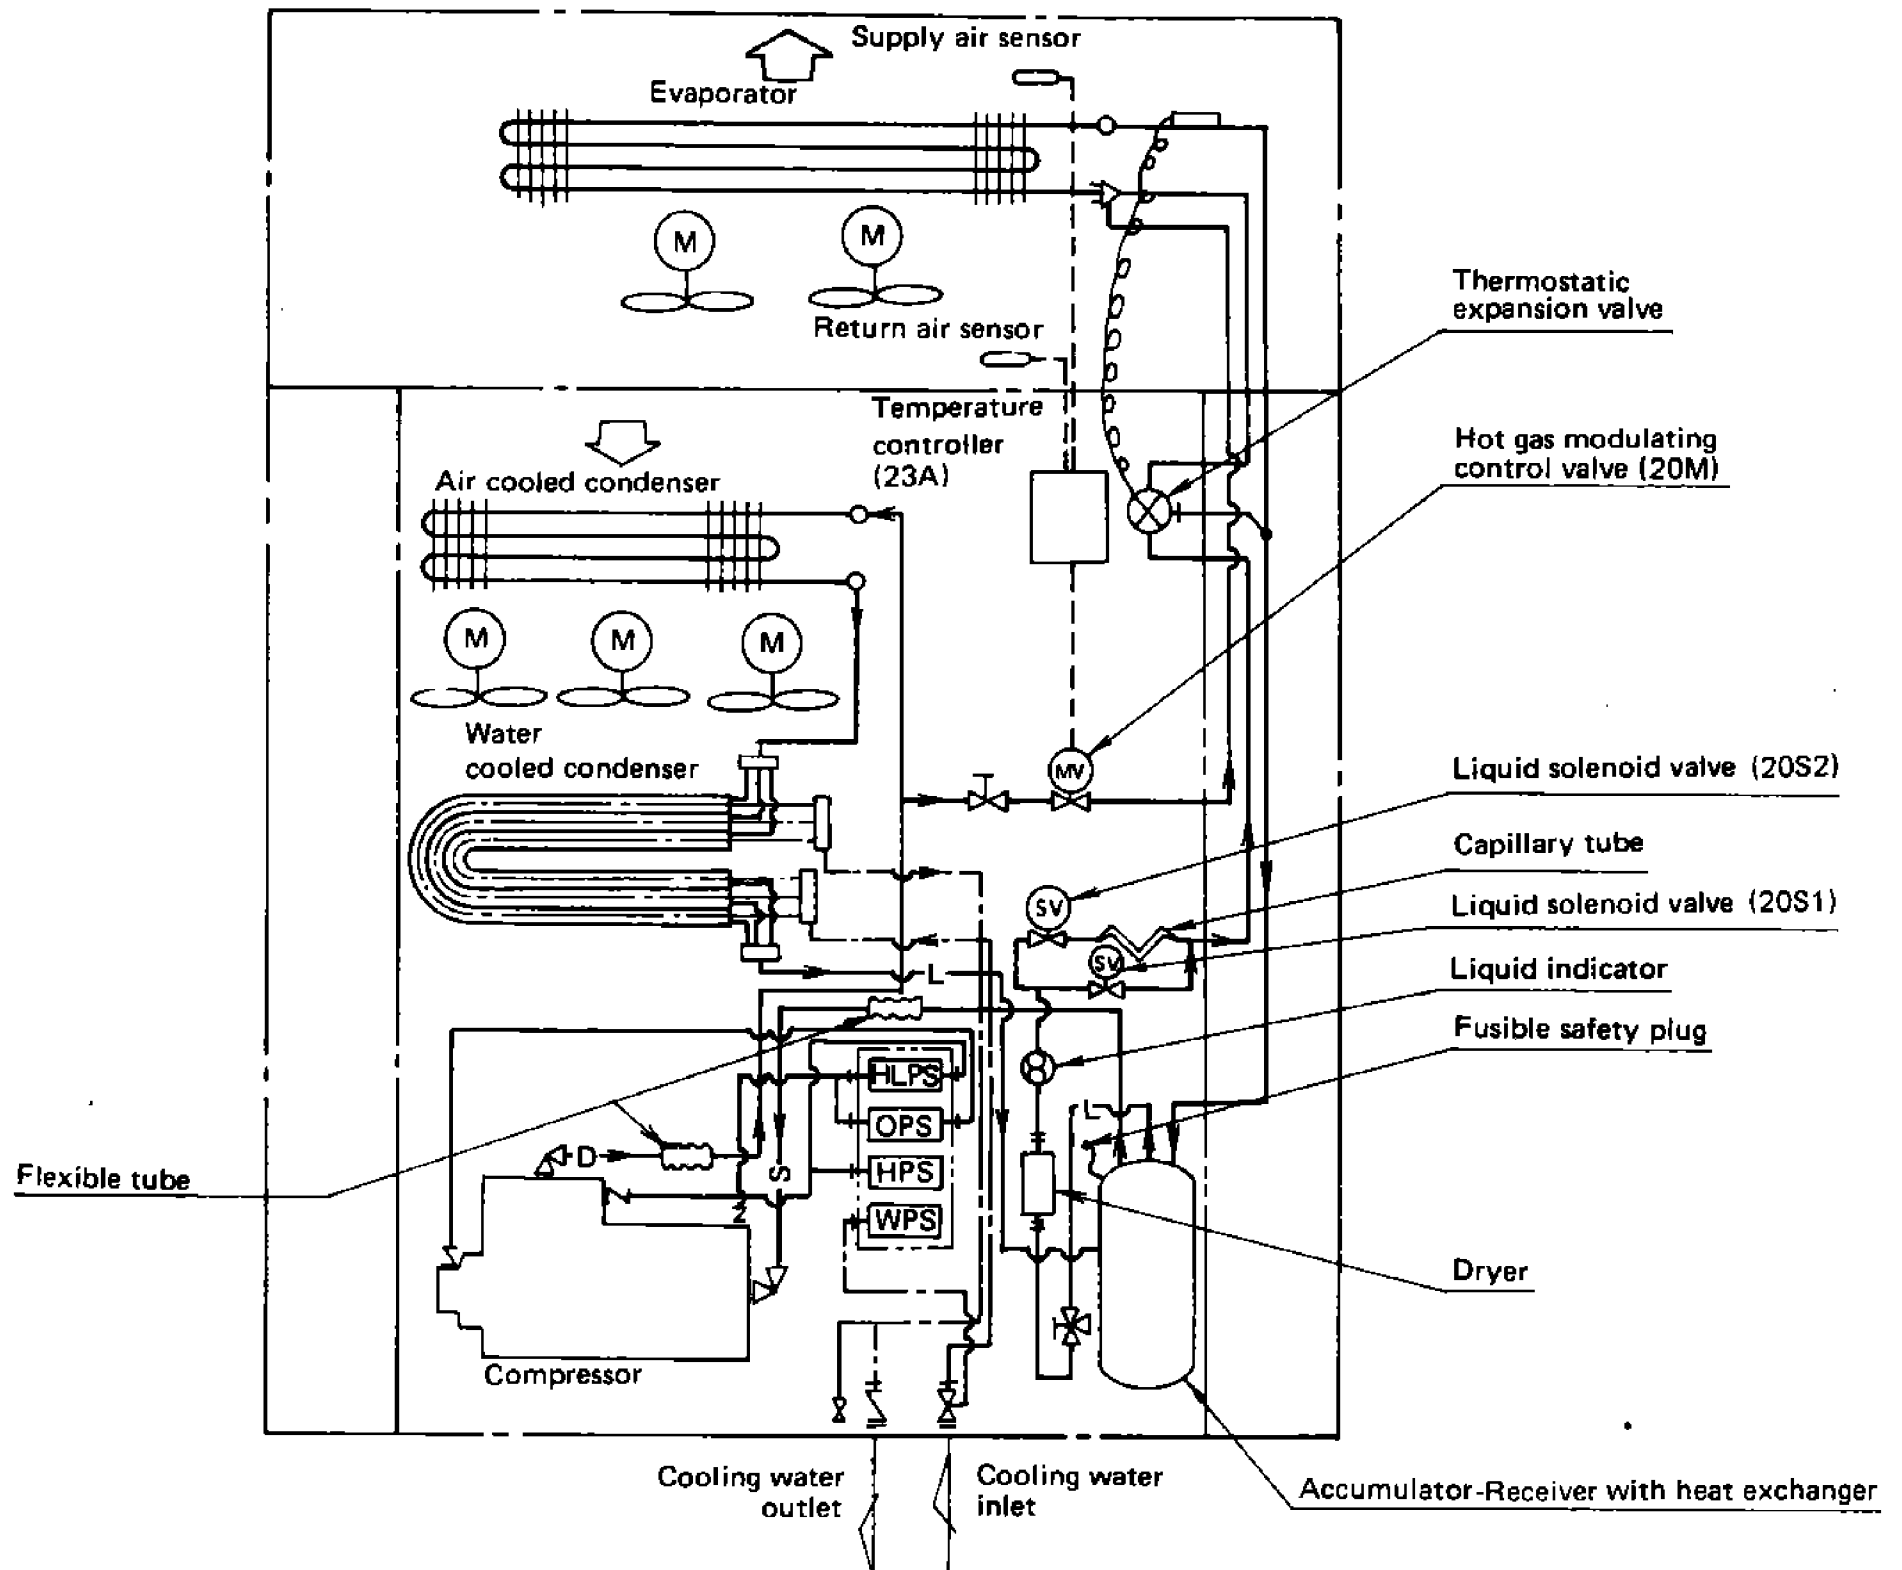 Supply air sensor
Evaporator
M
M
Return air sensor
Thermostatic
expansion valve
Temperature
controller
(23A)
Hot gas modulating
control valve (20M)
Air cooled condenser
M
M
M
Water
cooled condenser
MV
Liquid solenoid valve (20S2)
Capillary tube
SV
Liquid solenoid valve (20S1)
SV
Liquid indicator
L
Fusible safety plug
HLPS
L
OPS
D
S
HPS
Flexible tube
WPS
Dryer
Compressor
Cooling water
outlet
Cooling water
inlet
Accumulator-Receiver with heat exchanger